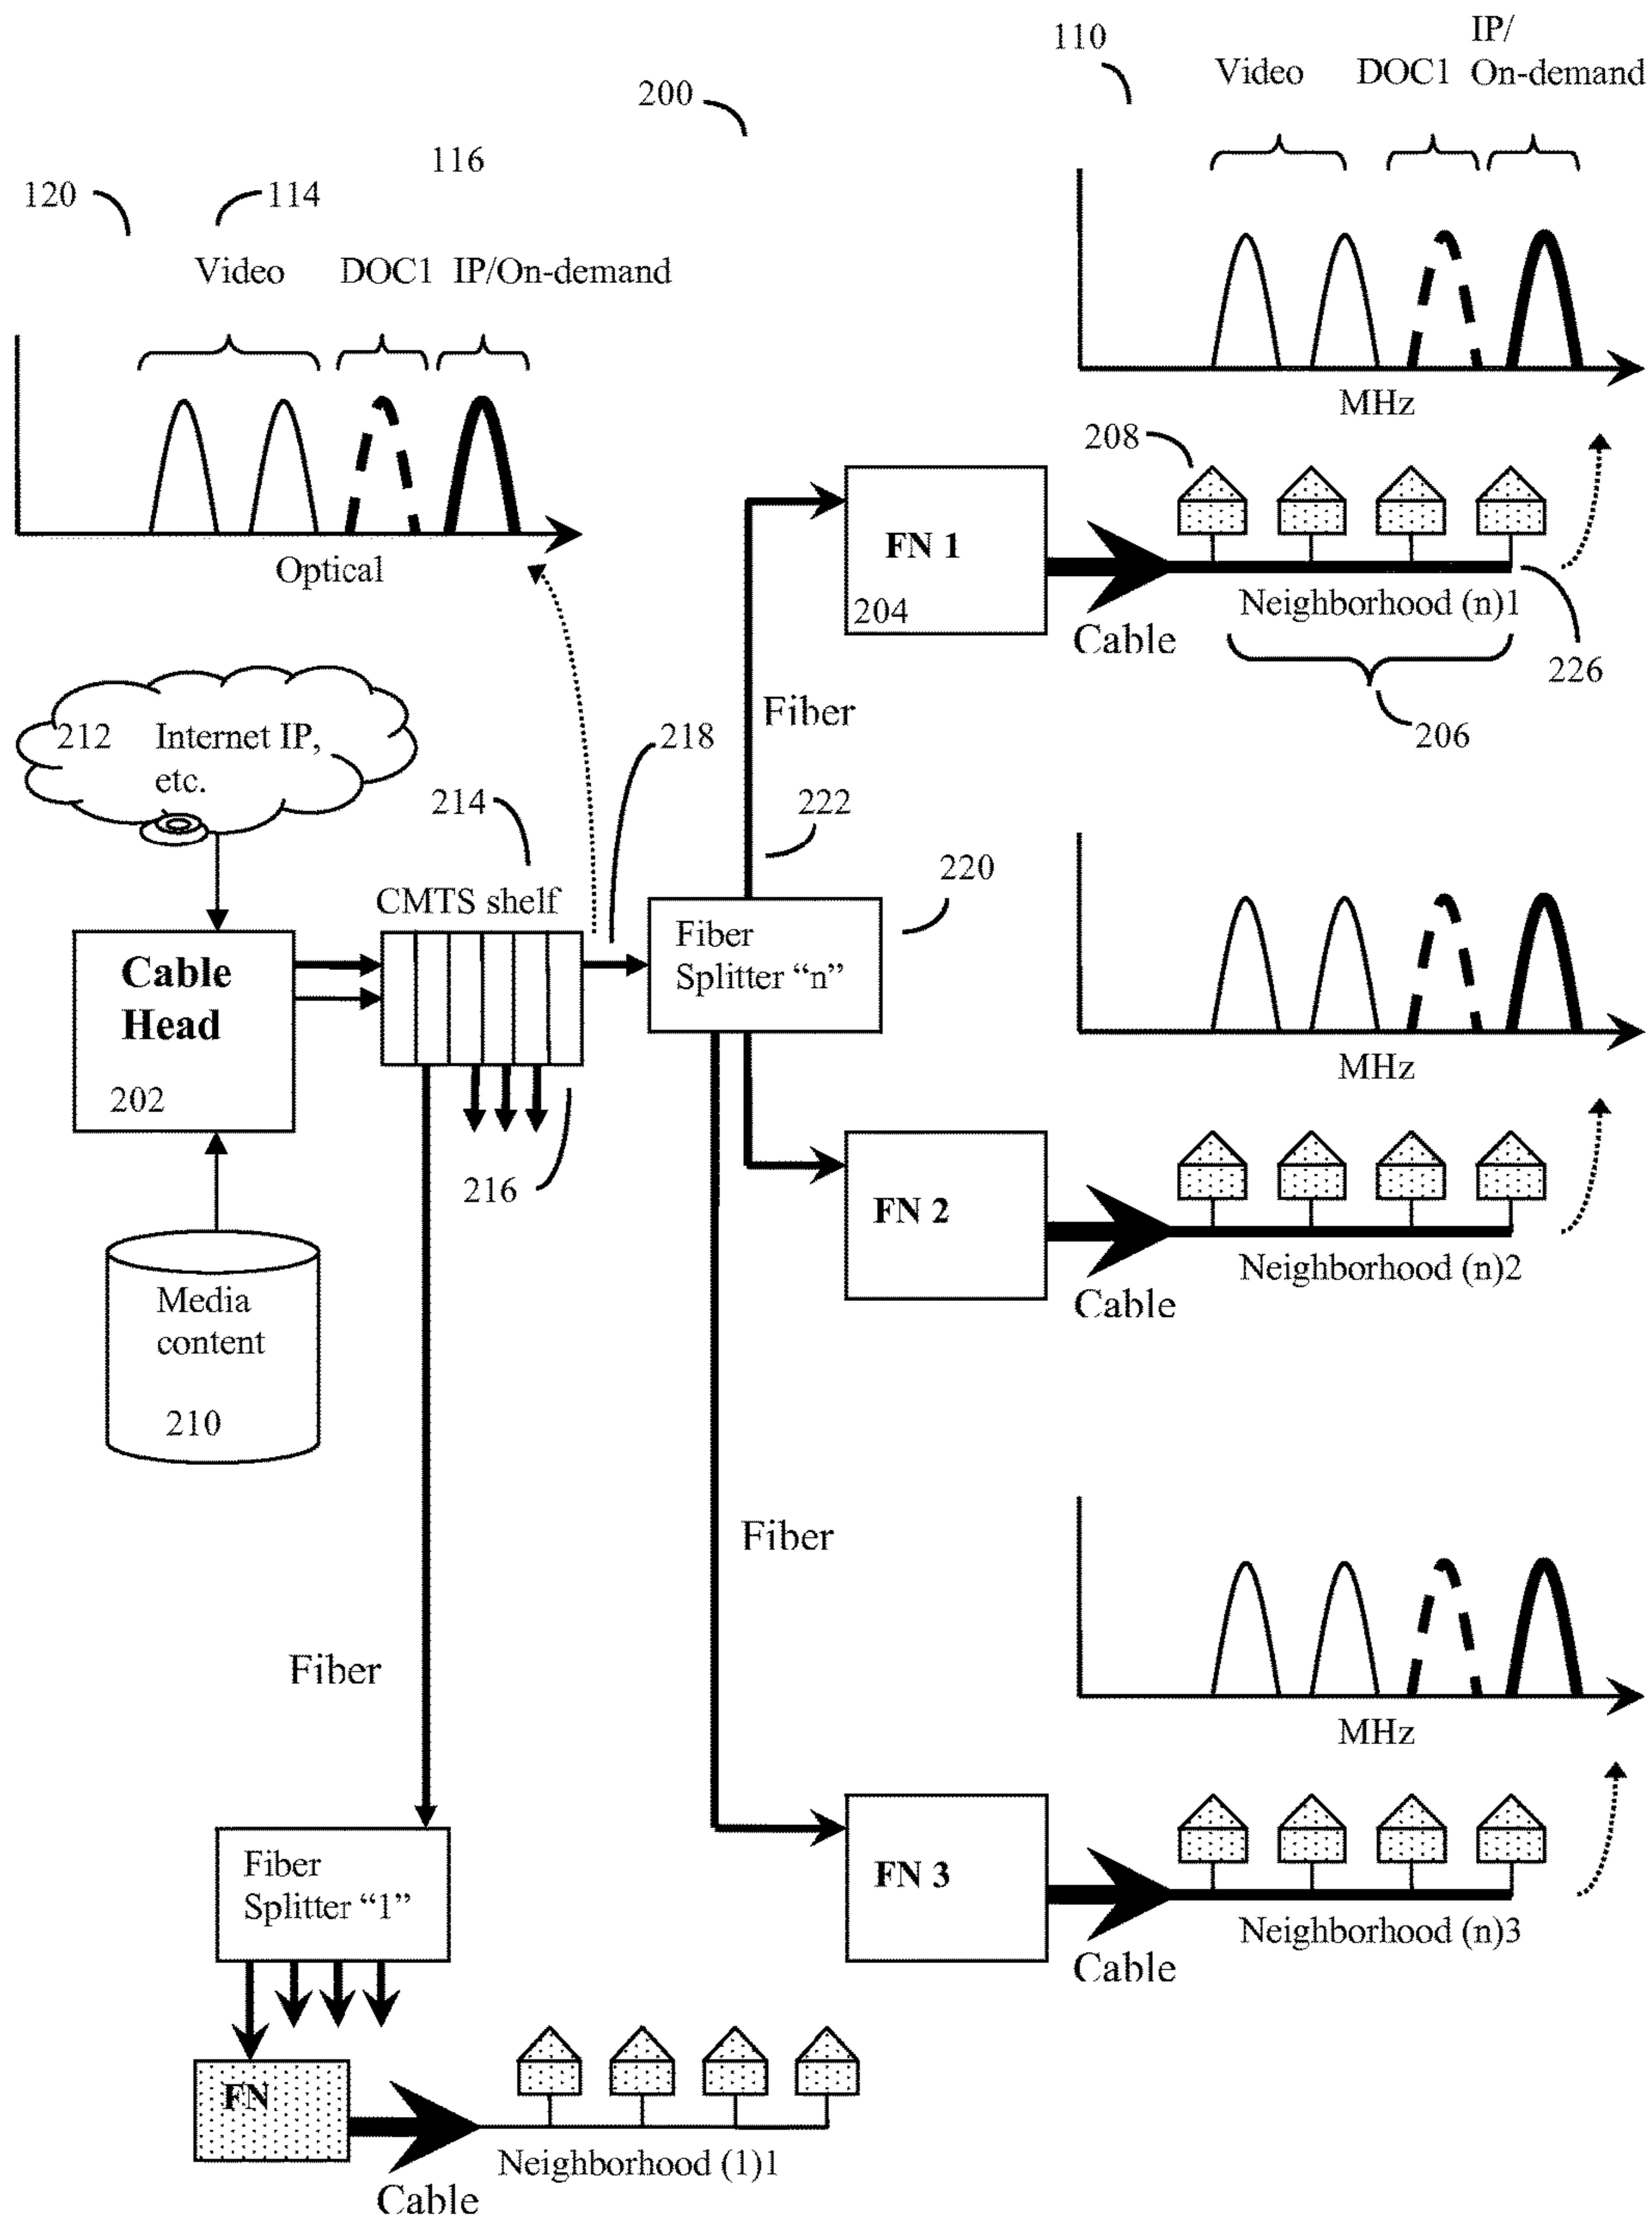 200
116
120
114
Video
DOC1
IP/On-demand
Optical
110
Video
DOC1
IP/
On-demand
MHz
208
FN 1
204
Cable
Neighborhood (n)1
226
206
Fiber
212
Internet IP,
etc.
214
218
222
220
CMTS shelf
Cable
Head
202
Fiber
Splitter “n”
216
MHz
FN 2
Cable
Neighborhood (n)2
Media
content
210
Fiber
Fiber
MHz
FN 3
Cable
Neighborhood (n)3
Fiber
Splitter “1”
FN
Cable
Neighborhood (1)1